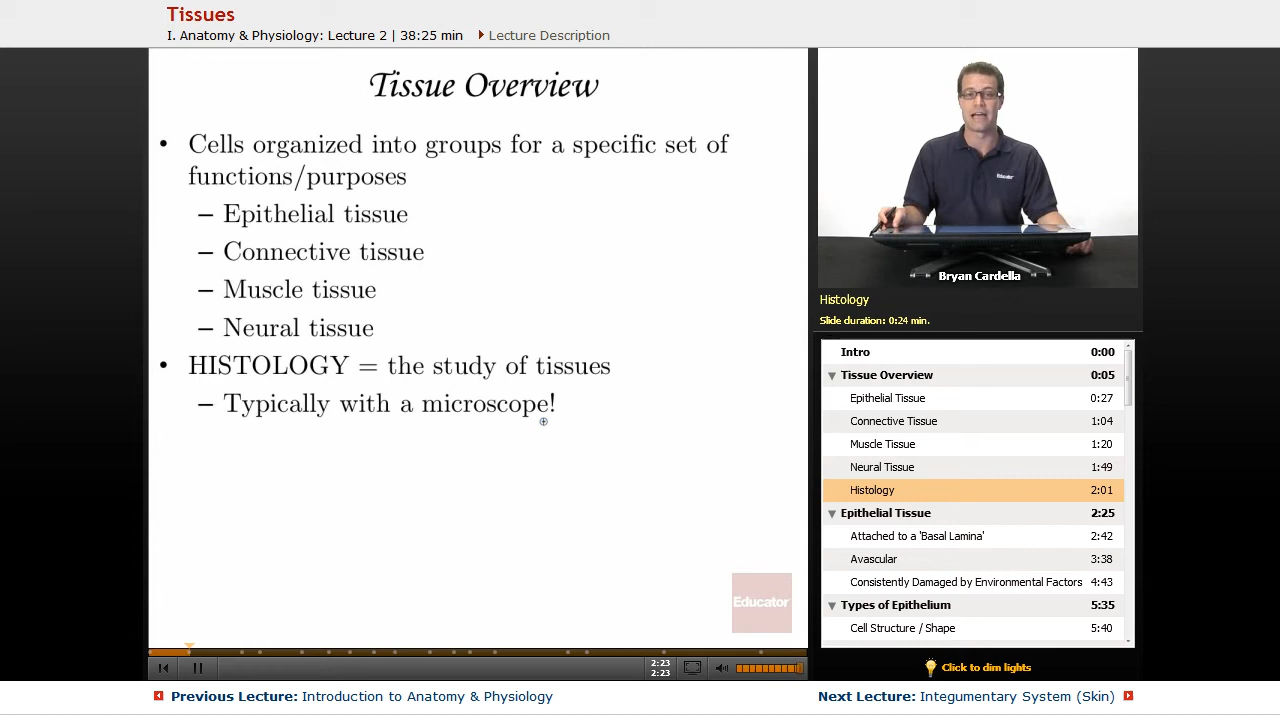 Tissues
I. Anatomy & Physiology: Lecture 2 | 38:25 min Lecture Description
Tissue Overview
• Cells organized into groups for a specific set of
functions/purposes
– Epithelial tissue
– Connective tissue
– Muscle tissue
– Neural tissue
• HISTOLOGY = the study of tissues
– Typically with a microscope!
Educator
Educator
Bryan Cardella
Histology
Slide duration: 0:24 min.
Intro 0:00
Tissue Overview 0:05
Epithelial Tissue 0:27
Connective Tissue 1:04
Muscle Tissue 1:20
Neural Tissue 1:49
Histology 2:01
Epithelial Tissue 2:25
Attached to a 'Basal Lamina' 2:42
Avascular 3:38
Consistently Damaged by Environmental Factors 4:43
Types of Epithelium 5:35
Cell Structure / Shape 5:40
2:23
2:23
Click to dim lights
Previous Lecture: Introduction to Anatomy & Physiology
Next Lecture: Integumentary System (Skin)